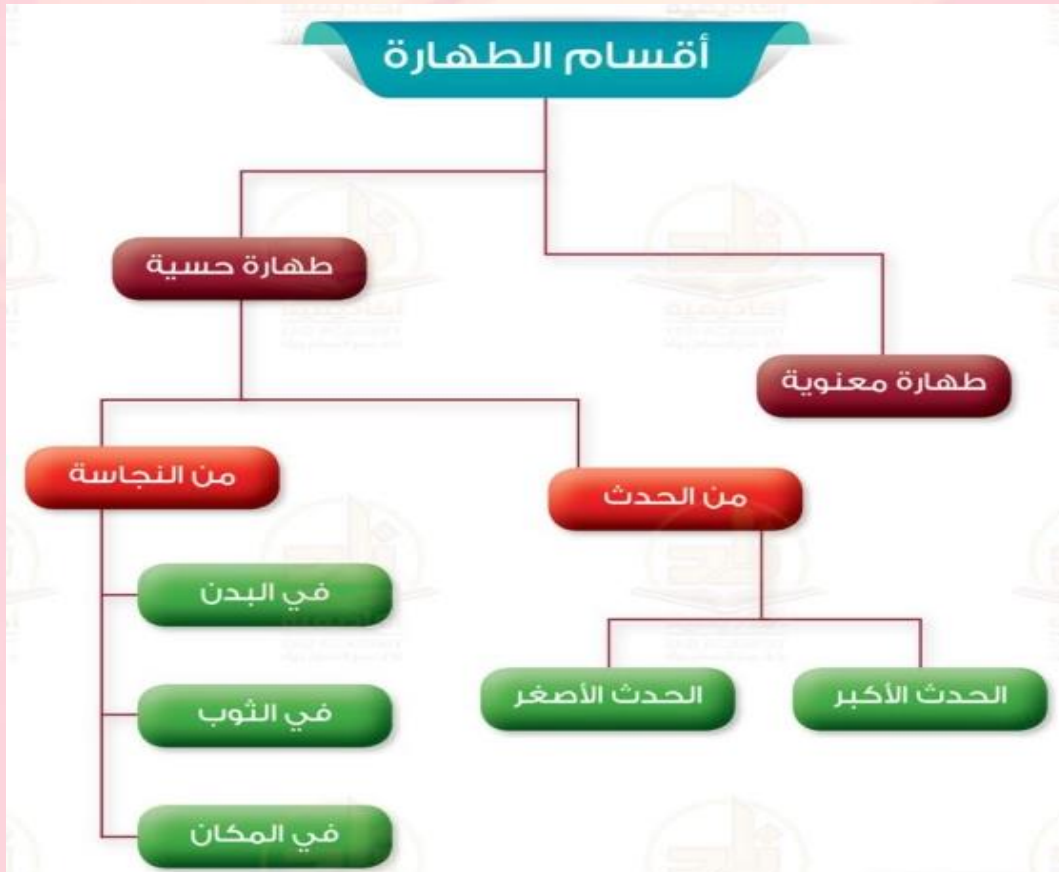 أقسام الطهارة
طهارة حسية
طهارة معنوية
من النجاسة
من الحدث
في البدن
في الثوب
في المكان
الحدث الأكبر
الحدث الأصغر